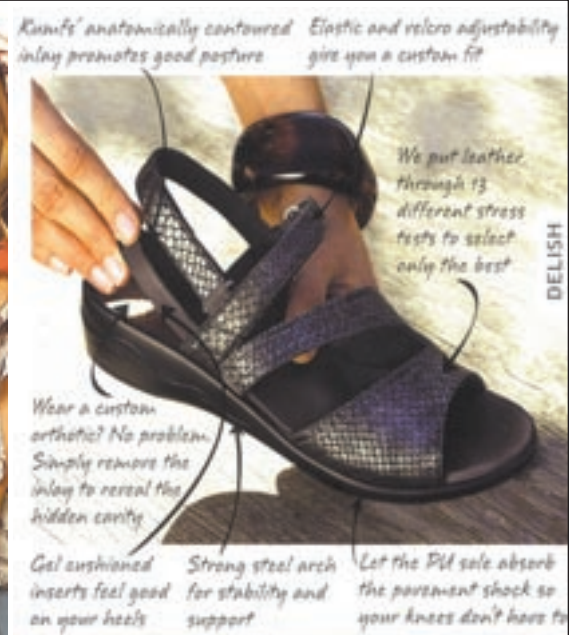 Kumfs' anatomically contoured
inlay promotes good posture
Elastic and velcro adjustability
give you a custom fit
We put leather
through 13
different stress
tests to select
only the best
DELISH
Wear a custom
orthotic? No problem.
Simply remove the
inlay to reveal the
hidden cavity
Gel cushioned
inserts feel good
on your heels
Strong steel arch
for stability and
support
Let the PU sole absorb
the pavement shock so
your knees don't have to